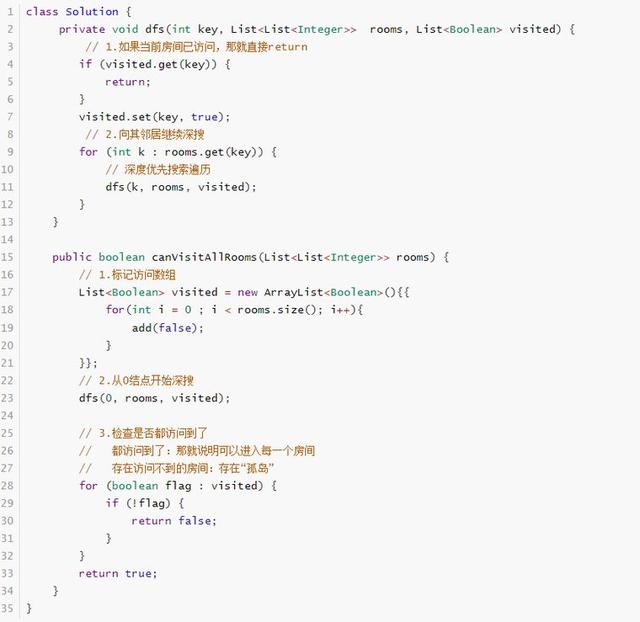 1 class Solution {
2     private void dfs(int key, List<List<Integer>>  rooms, List<Boolean> visited) {
3         // 1.如果当前房间已访问，那就直接return
4        if (visited.get(key)) {
5            return;
6        }
7        visited.set(key, true);
8         // 2.向其邻居继续深搜
9        for (int k : rooms.get(key)) {
10            // 深度优先搜索遍历
11            dfs(k, rooms, visited);
12        }
13    }
14
15    public boolean canVisitAllRooms(List<List<Integer>> rooms) {
16        // 1.标记访问数组
17        List<Boolean> visited = new ArrayList<Boolean>(){{
18            for(int i = 0 ; i < rooms.size(); i++){
19                add(false);
20            }
21        }};
22        // 2.从0结点开始深搜
23        dfs(0, rooms, visited);
24
25        // 3.检查是否都访问到了
26        //   都访问到了：那就说明可以进入每一个房间
27        //   存在访问不到的房间：存在“孤岛”
28        for (boolean flag : visited) {
29            if (!flag) {
30                return false;
31            }
32        }
33        return true;
34    }
35 }